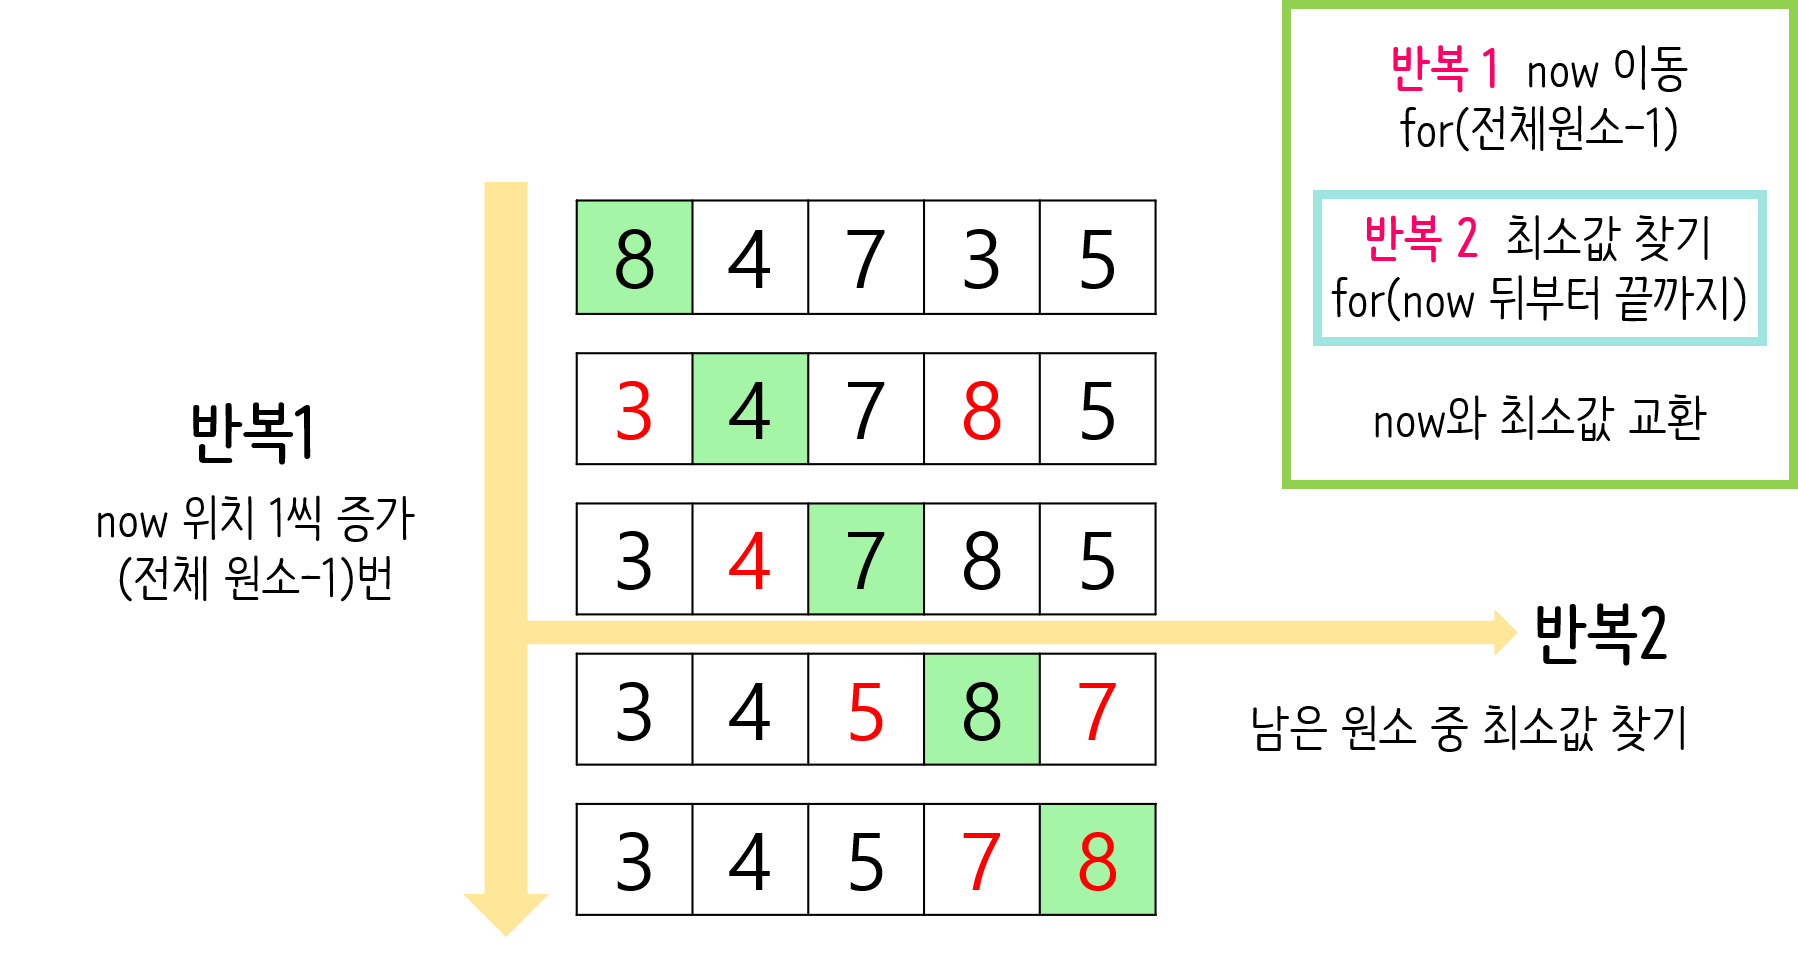 반복 1 now 이동
for(전체원소-1)
반복 2 최소값 찾기
for(now 뒤부터 끝까지)
now와 최소값 교환
8 4 7 3 5
3 4 7 8 5
3 4 7 8 5
3 4 5 8 7
3 4 5 7 8
반복1
now 위치 1씩 증가
(전체 원소-1)번
반복2
남은 원소 중 최소값 찾기